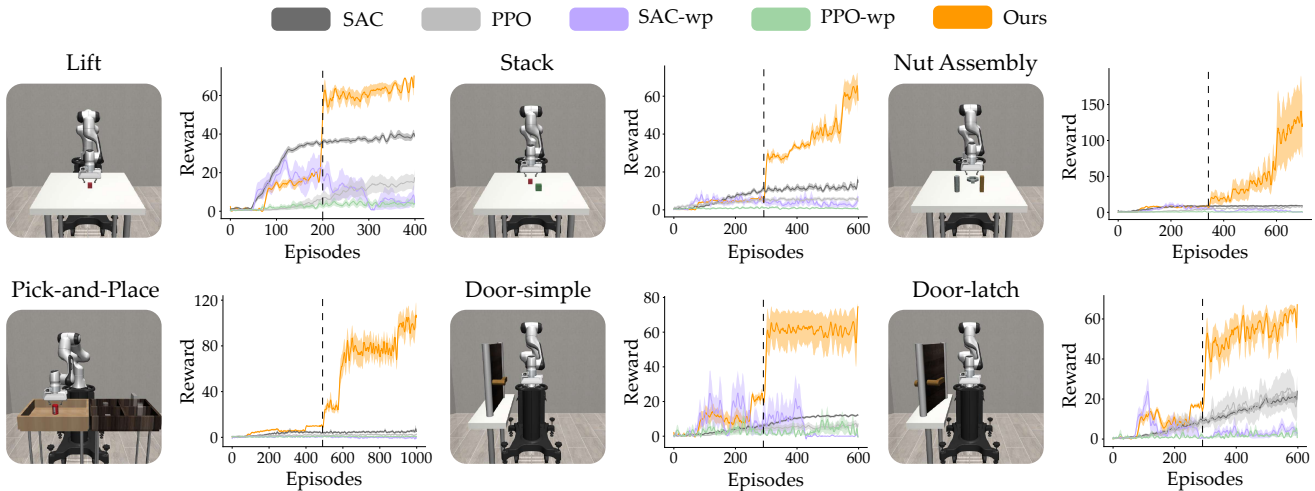 SAC PPO SAC-wp PPO-wp Ours
Lift Stack Nut Assembly
Reward
60
40
20
0
0 100 200 300 400
Episodes
Reward
60
40
20
0
0 200 400 600
Episodes
Reward
150
100
50
0
0 200 400 600
Episodes
Pick-and-Place Door-simple Door-latch
Reward
120
80
40
0
0 200 400 600 800 1000
Episodes
Reward
80
60
40
20
0
0 200 400 600
Episodes
Reward
60
40
20
0
0 200 400 600
Episodes